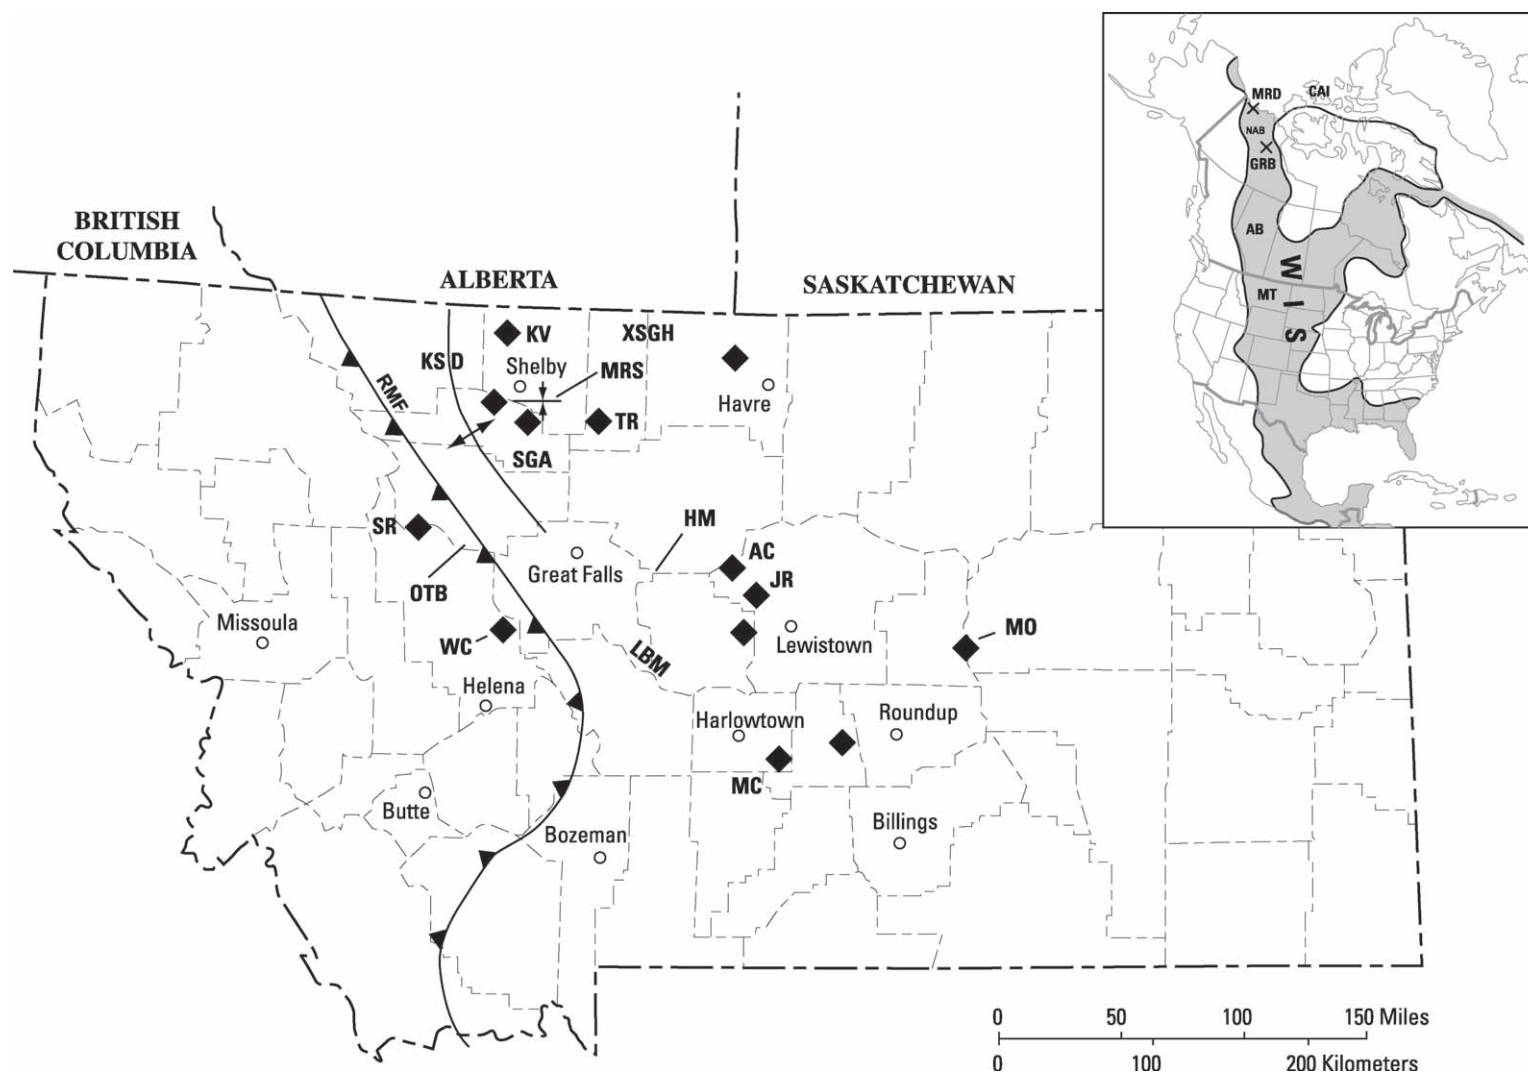 MRD
CAI
NAB
GRB
AB
W
I
S
MT
BRITISH
COLUMBIA
ALBERTA
SASKATCHEWAN
KV
XSGH
KSD
Shelby
MRS
RMF
Havre
TR
SGA
SR
HM
AC
Great Falls
JR
OTB
Missoula
WC
MO
Lewistown
LBM
Helena
Harlowtown
Roundup
MC
Butte
Bozeman
Billings
0 50 100 150 Miles
0 100 200 Kilometers